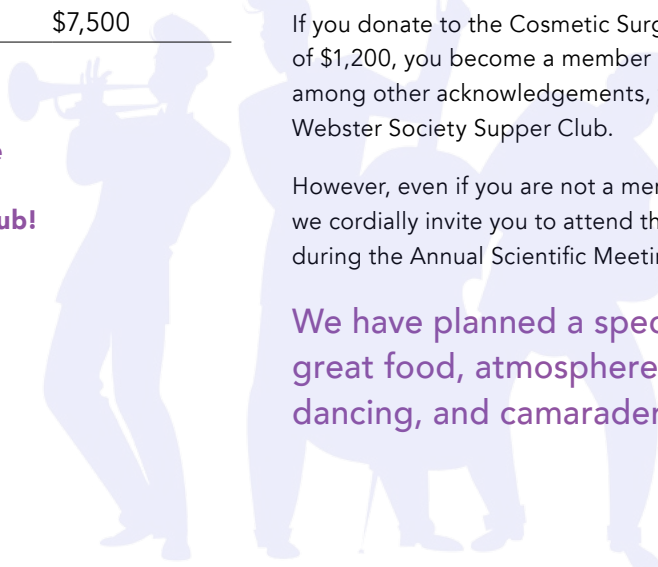 $7,500
ub!
If you donate to the Cosmetic Surg
of $1,200, you become a member
among other acknowledgements,
Webster Society Supper Club.
However, even if you are not a mem
we cordially invite you to attend th
during the Annual Scientific Meetin
We have planned a spec
great food, atmosphere
dancing, and camarader